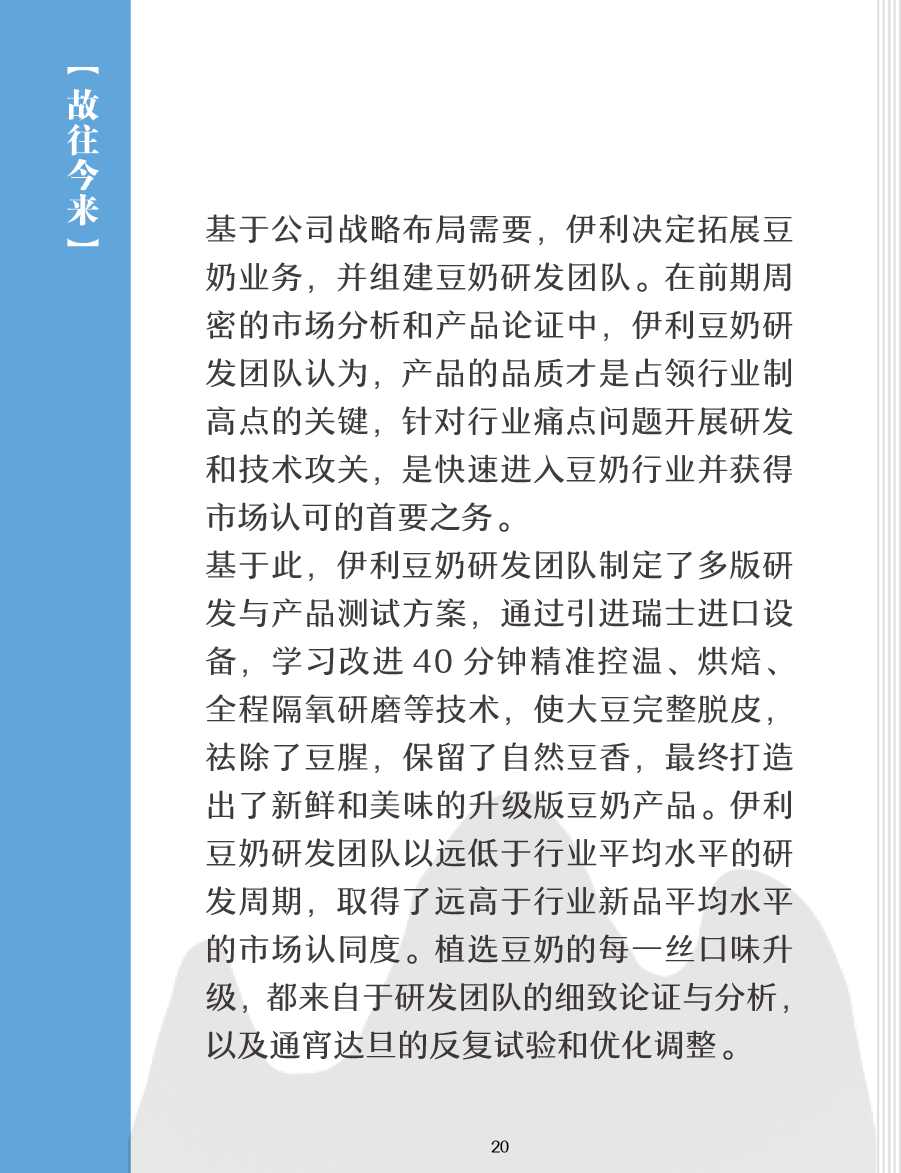 【故往今来】
基于公司战略布局需要，伊利决定拓展豆
奶业务，并组建豆奶研发团队。在前期周
密的市场分析和产品论证中，伊利豆奶研
发团队认为，产品的品质才是占领行业制
高点的关键，针对行业痛点问题开展研发
和技术攻关，是快速进入豆奶行业并获得
市场认可的首要之务。
基于此，伊利豆奶研发团队制定了多版研
发与产品测试方案，通过引进瑞士进口设
备，学习改进 40 分钟精准控温、烘焙、
全程隔氧研磨等技术，使大豆完整脱皮，
祛除了豆腥，保留了自然豆香，最终打造
出了新鲜和美味的升级版豆奶产品。伊利
豆奶研发团队以远低于行业平均水平的研
发周期，取得了远高于行业新品平均水平
的市场认同度。植选豆奶的每一丝口味升
级，都来自于研发团队的细致论证与分析，
以及通宵达旦的反复试验和优化调整。
20